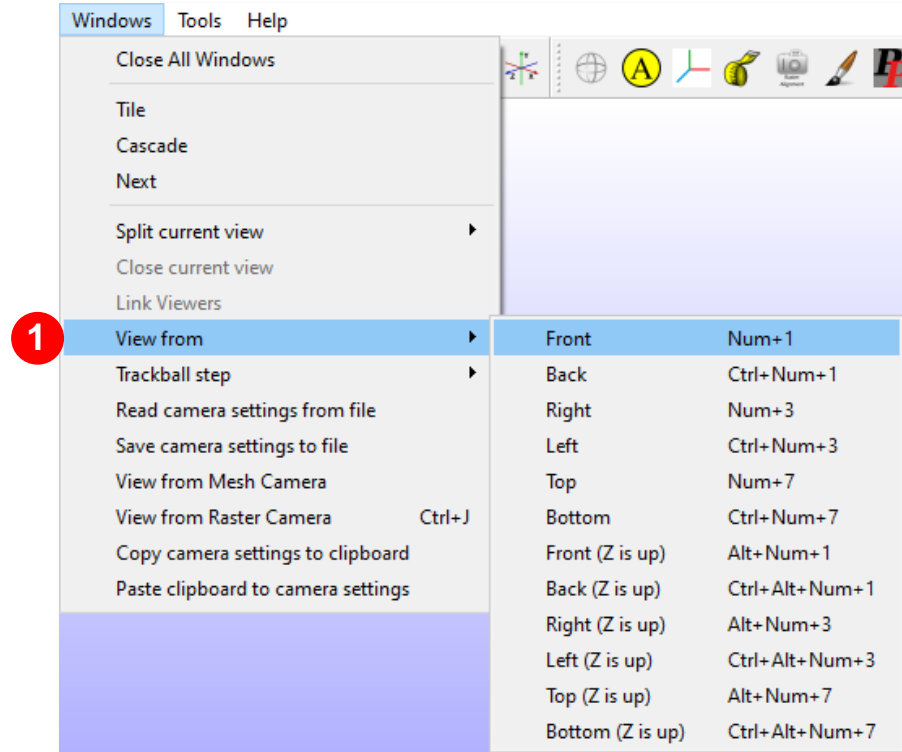 Windows Tools Help
Close All Windows
A
Tile
Cascade
Next
Split current view
Close current view
Link Viewers
1 View from
Front Num+1
Trackball step
Back Ctrl+Num+1
Read camera settings from file
Right Num+3
Save camera settings to file
Left Ctrl+Num+3
View from Mesh Camera
Top Num+7
View from Raster Camera Ctrl+J
Bottom Ctrl+Num+7
Copy camera settings to clipboard
Front (Z is up) Alt+Num+1
Paste clipboard to camera settings
Back (Z is up) Ctrl+Alt+Num+1
Right (Z is up) Alt+Num+3
Left (Z is up) Ctrl+Alt+Num+3
Top (Z is up) Alt+Num+7
Bottom (Z is up) Ctrl+Alt+Num+7